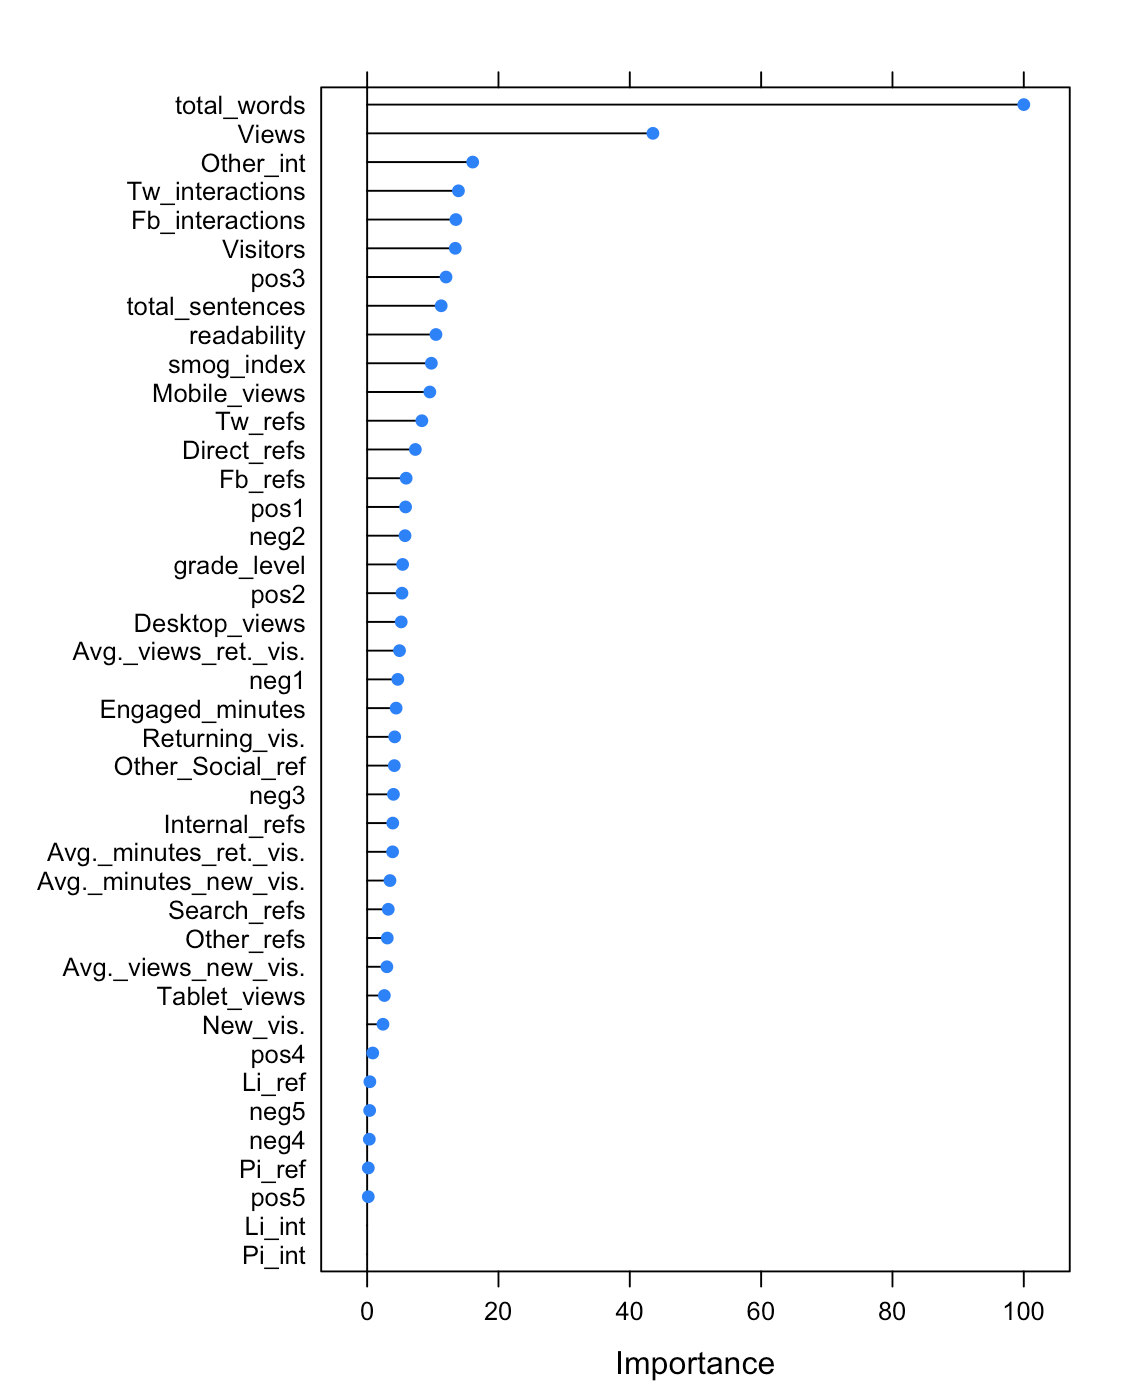 total_words
Views
Other_int
Tw_interactions
Fb_interactions
Visitors
pos3
total_sentences
readability
smog_index
Mobile_views
Tw_refs
Direct_refs
Fb_refs
pos1
neg2
grade_level
pos2
Desktop_views
Avg._views_ret._vis.
neg1
Engaged_minutes
Returning_vis.
Other_Social_ref
neg3
Internal_refs
Avg._minutes_ret._vis.
Avg._minutes_new_vis.
Search_refs
Other_refs
Avg._views_new_vis.
Tablet_views
New_vis.
pos4
Li_ref
neg5
neg4
Pi_ref
pos5
Li_int
Pi_int
0 20 40 60 80 100
Importance